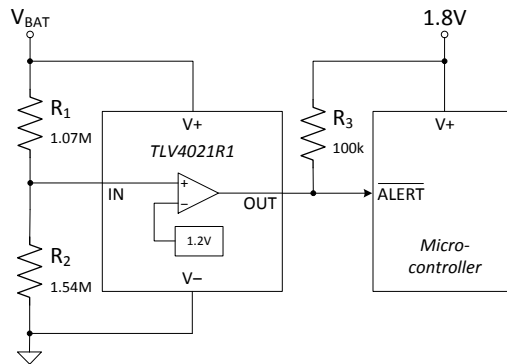 VBAT
1.8V
R1
1.07M
V+
TLV4021R1
IN
+
−
1.2V
OUT
V−
R3
100k
V+
ALERT
Micro-
controller
R2
1.54M